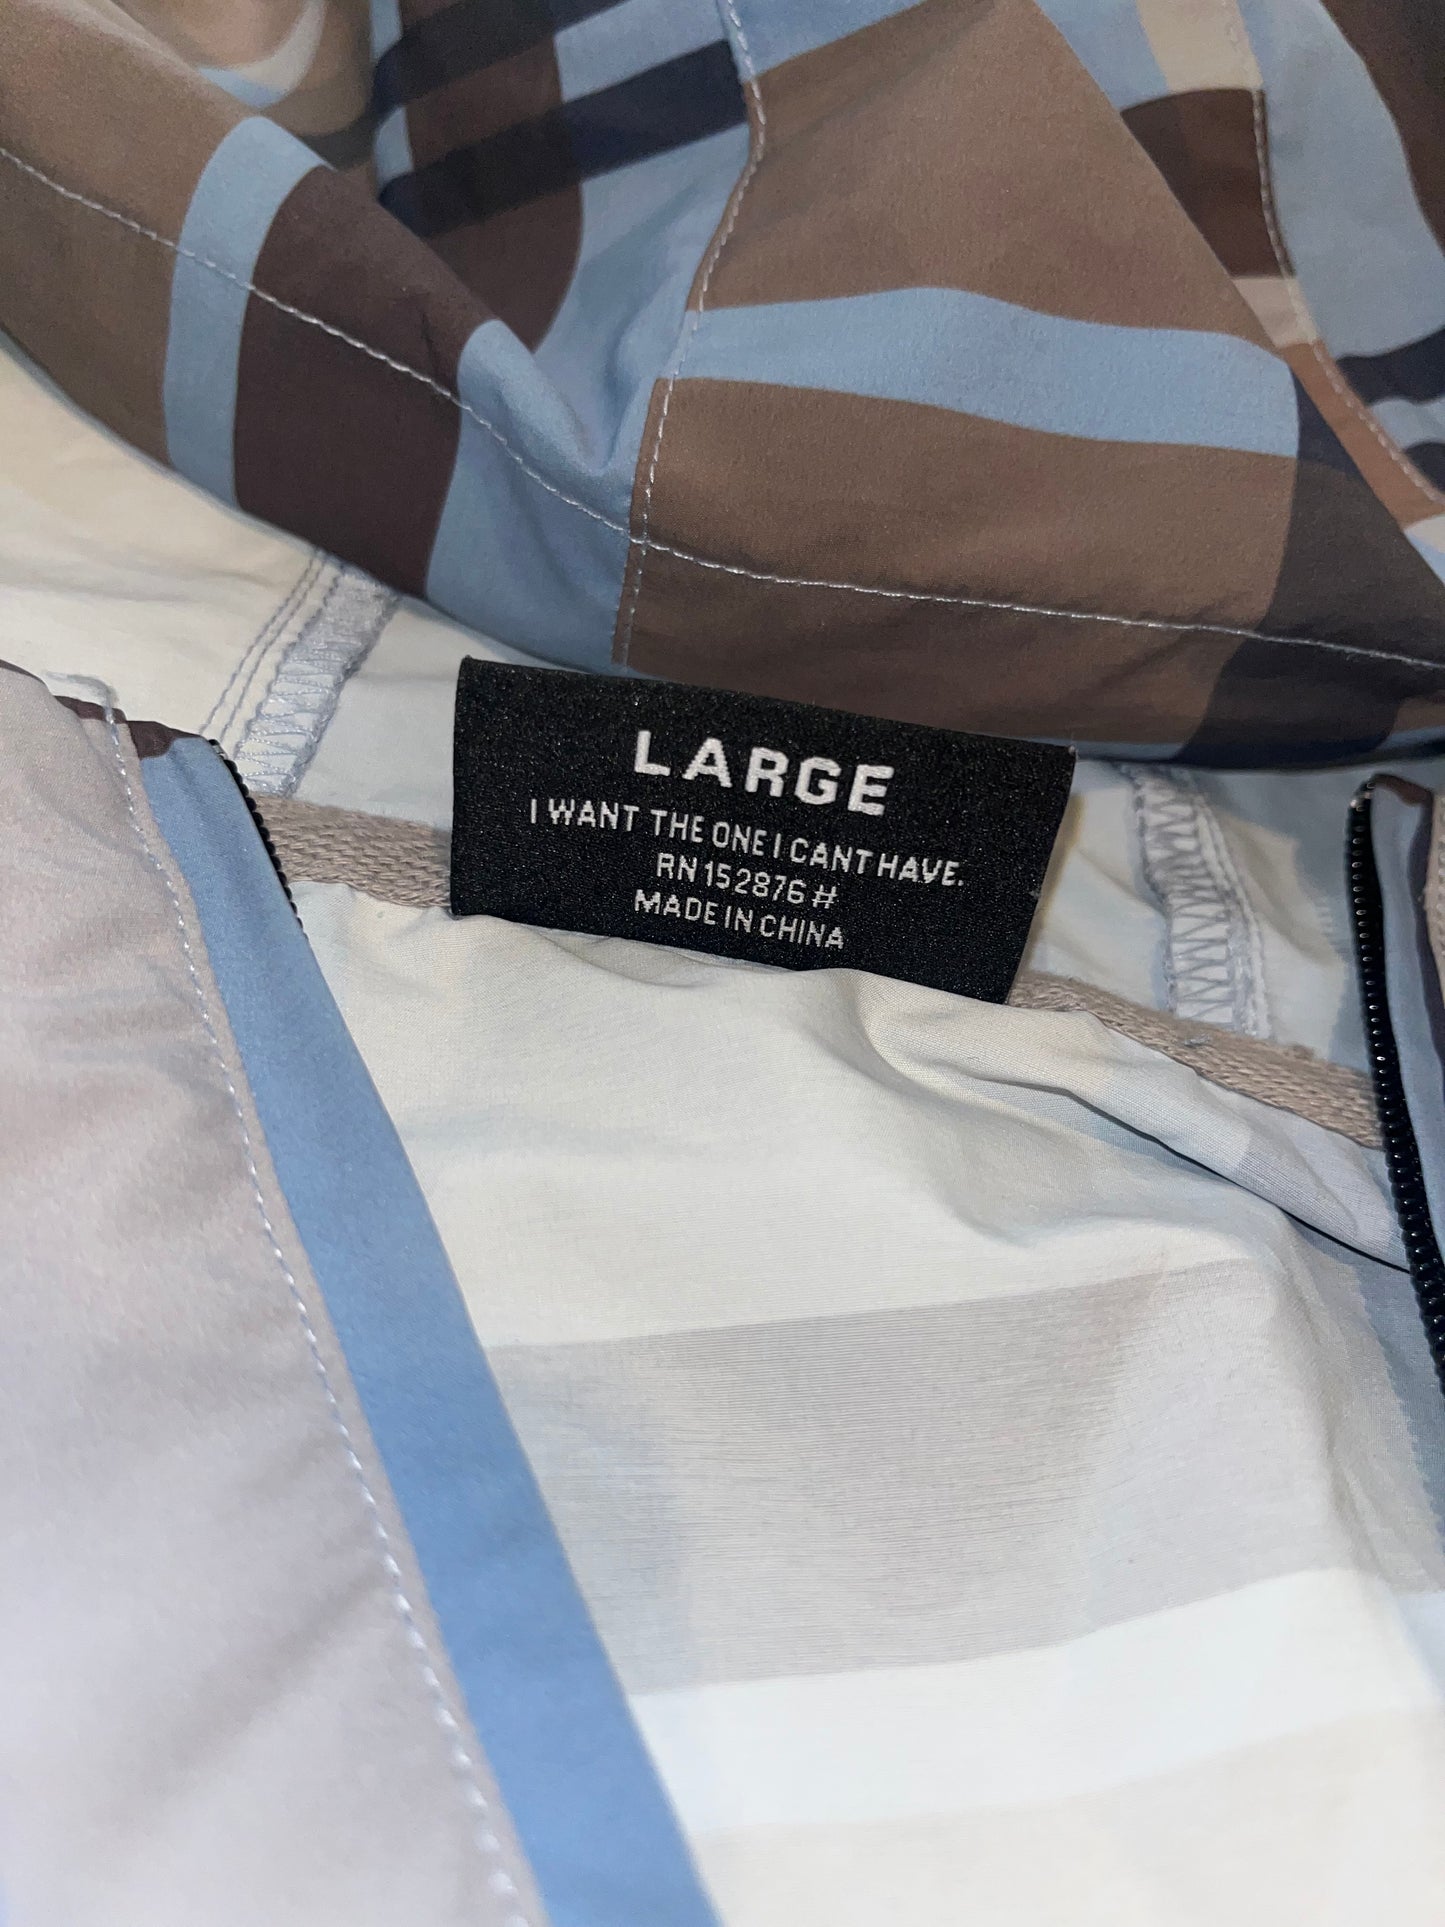 LARGE
I WANT THE ONE I CANT HAVE.
RN 152876 #
MADE IN CHINA